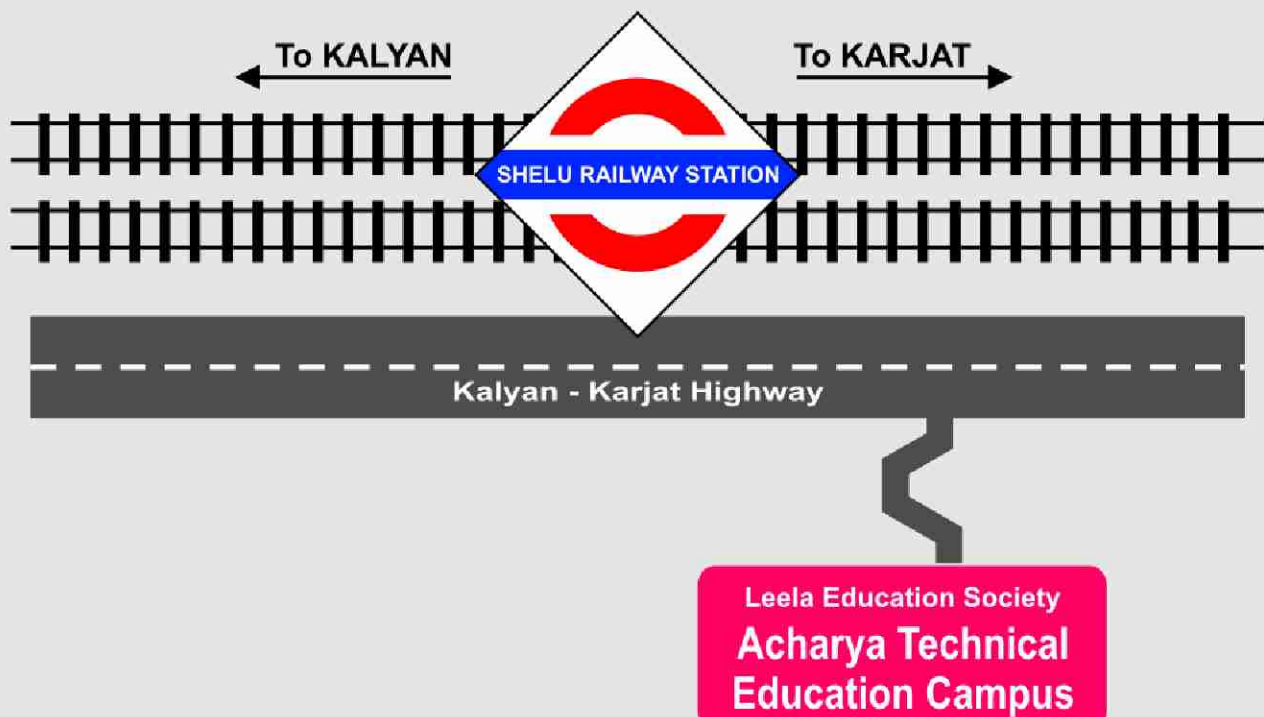 To KALYAN
To KARJAT
SHELU RAILWAY STATION
Kalyan - Karjat Highway
Leela Education Society
Acharya Technical
Education Campus